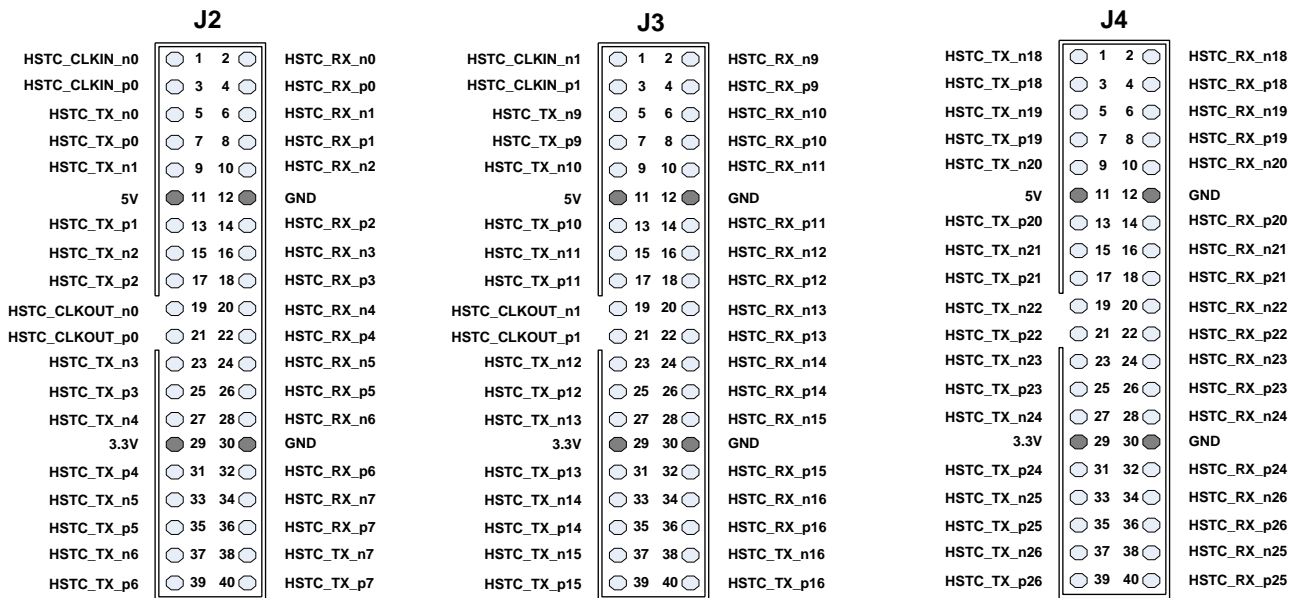 J2 J3 J4
HSTC_CLKIN_n0 1 2 HSTC_RX_n0 HSTC_CLKIN_n1 1 2 HSTC_RX_n9 HSTC_TX_n18 1 2 HSTC_RX_n18
HSTC_CLKIN_p0 3 4 HSTC_RX_p0 HSTC_CLKIN_p1 3 4 HSTC_RX_p9 HSTC_TX_p18 3 4 HSTC_RX_p18
HSTC_TX_n0 5 6 HSTC_RX_n1 HSTC_TX_n9 5 6 HSTC_RX_n10 HSTC_TX_n19 5 6 HSTC_RX_n19
HSTC_TX_p0 7 8 HSTC_RX_p1 HSTC_TX_p9 7 8 HSTC_RX_p10 HSTC_TX_p19 7 8 HSTC_RX_p19
HSTC_TX_n1 9 10 HSTC_RX_n2 HSTC_TX_n10 9 10 HSTC_RX_n11 HSTC_TX_n20 9 10 HSTC_RX_n20
5V 11 12 GND 5V 11 12 GND 5V 11 12 GND
HSTC_TX_p1 13 14 HSTC_RX_p2 HSTC_TX_p10 13 14 HSTC_RX_p11 HSTC_TX_p20 13 14 HSTC_RX_p20
HSTC_TX_n2 15 16 HSTC_RX_n3 HSTC_TX_n11 15 16 HSTC_RX_n12 HSTC_TX_n21 15 16 HSTC_RX_n21
HSTC_TX_p2 17 18 HSTC_RX_p3 HSTC_TX_p11 17 18 HSTC_RX_p12 HSTC_TX_p21 17 18 HSTC_RX_p21
HSTC_CLKOUT_n0 19 20 HSTC_RX_n4 HSTC_CLKOUT_n1 19 20 HSTC_RX_n13 HSTC_TX_n22 19 20 HSTC_RX_n22
HSTC_CLKOUT_p0 21 22 HSTC_RX_p4 HSTC_CLKOUT_p1 21 22 HSTC_RX_p13 HSTC_TX_p22 21 22 HSTC_RX_p22
HSTC_TX_n3 23 24 HSTC_RX_n5 HSTC_TX_n12 23 24 HSTC_RX_n14 HSTC_TX_n23 23 24 HSTC_RX_n23
HSTC_TX_p3 25 26 HSTC_RX_p5 HSTC_TX_p12 25 26 HSTC_RX_p14 HSTC_TX_p23 25 26 HSTC_RX_p23
HSTC_TX_n4 27 28 HSTC_RX_n6 HSTC_TX_n13 27 28 HSTC_RX_n15 HSTC_TX_n24 27 28 HSTC_RX_n24
3.3V 29 30 GND 3.3V 29 30 GND 3.3V 29 30 GND
HSTC_TX_p4 31 32 HSTC_RX_p6 HSTC_TX_p13 31 32 HSTC_RX_p15 HSTC_TX_p24 31 32 HSTC_RX_p24
HSTC_TX_n5 33 34 HSTC_RX_n7 HSTC_TX_n14 33 34 HSTC_RX_n16 HSTC_TX_n25 33 34 HSTC_RX_n26
HSTC_TX_p5 35 36 HSTC_RX_p7 HSTC_TX_p14 35 36 HSTC_RX_p16 HSTC_TX_p25 35 36 HSTC_RX_p26
HSTC_TX_n6 37 38 HSTC_TX_n7 HSTC_TX_n15 37 38 HSTC_TX_n16 HSTC_TX_n26 37 38 HSTC_RX_n25
HSTC_TX_p6 39 40 HSTC_TX_p7 HSTC_TX_p15 39 40 HSTC_TX_p16 HSTC_TX_p26 39 40 HSTC_RX_p25